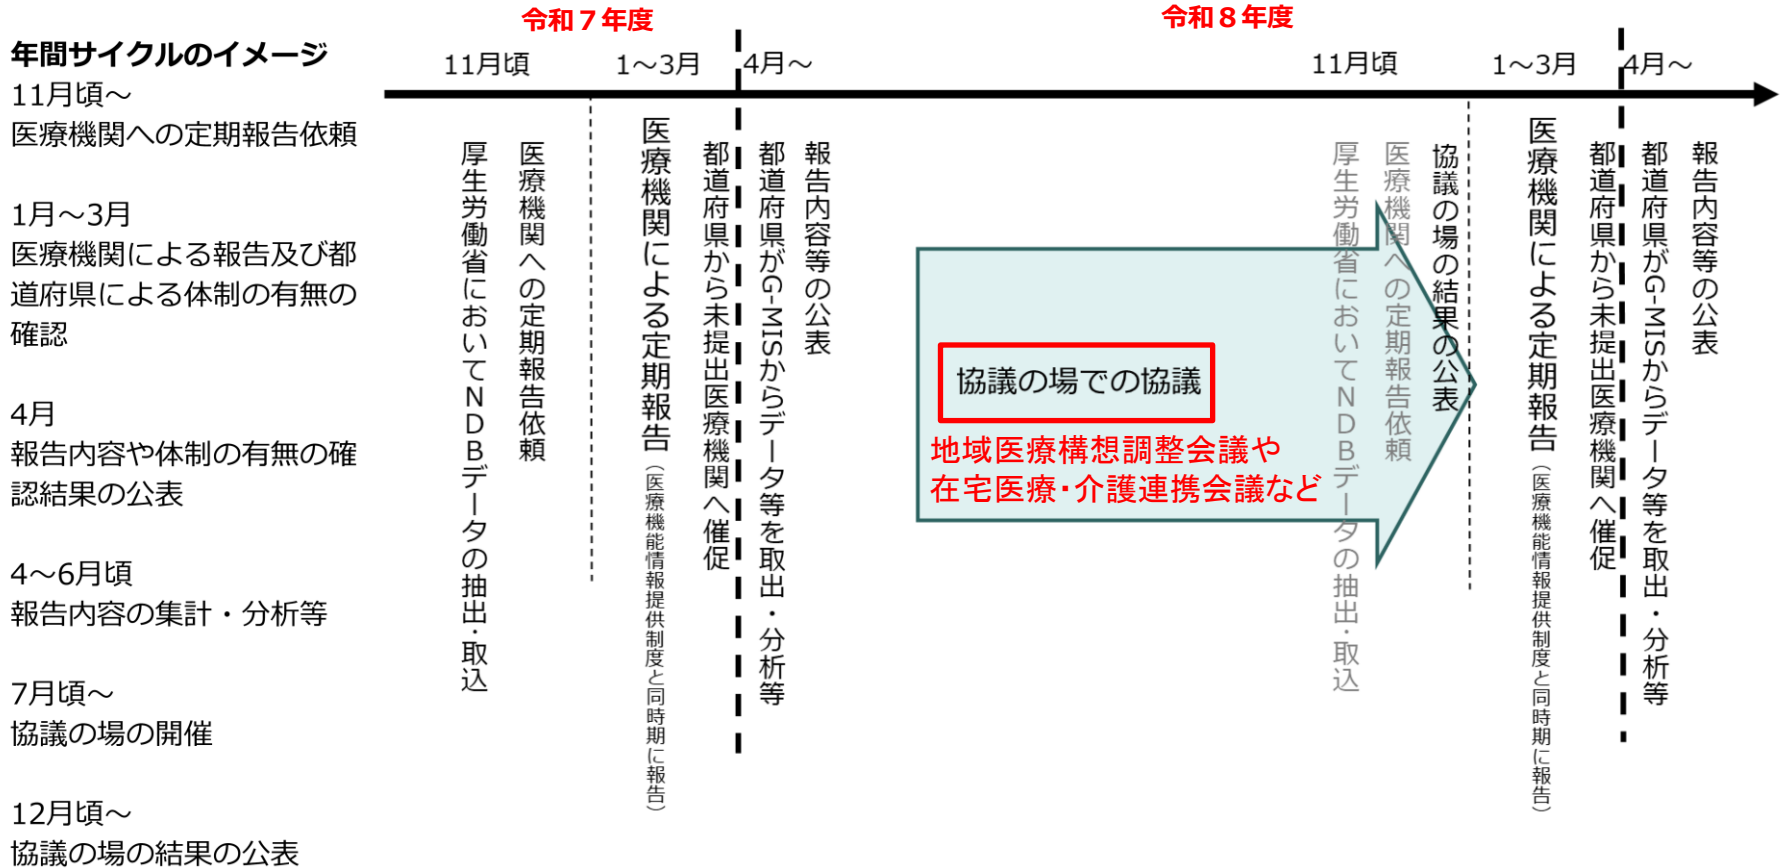 令和７年度
令和８年度
年間サイクルのイメージ
11月頃～
医療機関への定期報告依頼
1月～3月
医療機関による報告及び都
道府県による体制の有無の
確認
4月
報告内容や体制の有無の確
認結果の公表
4～6月頃
報告内容の集計・分析等
7月頃～
協議の場の開催
12月頃～
協議の場の結果の公表
11月頃
1～3月
4月～
11月頃
1～3月
4月～
厚生労働省においてＮＤＢデータの抽出・取込
医療機関への定期報告依頼
医療機関による定期報告（医療機能情報提供制度と同時期に報告）
都道府県から未提出医療機関へ催促
都道府県がG-MISからデータ等を取出・分析等
報告内容等の公表
協議の場での協議
地域医療構想調整会議や
在宅医療・介護連携会議など
厚生労働省においてＮＤＢデータの抽出・取込
医療機関への定期報告依頼
協議の場の結果の公表
医療機関による定期報告（医療機能情報提供制度と同時期に報告）
都道府県から未提出医療機関へ催促
都道府県がG-MISからデータ等を取出・分析等
報告内容等の公表